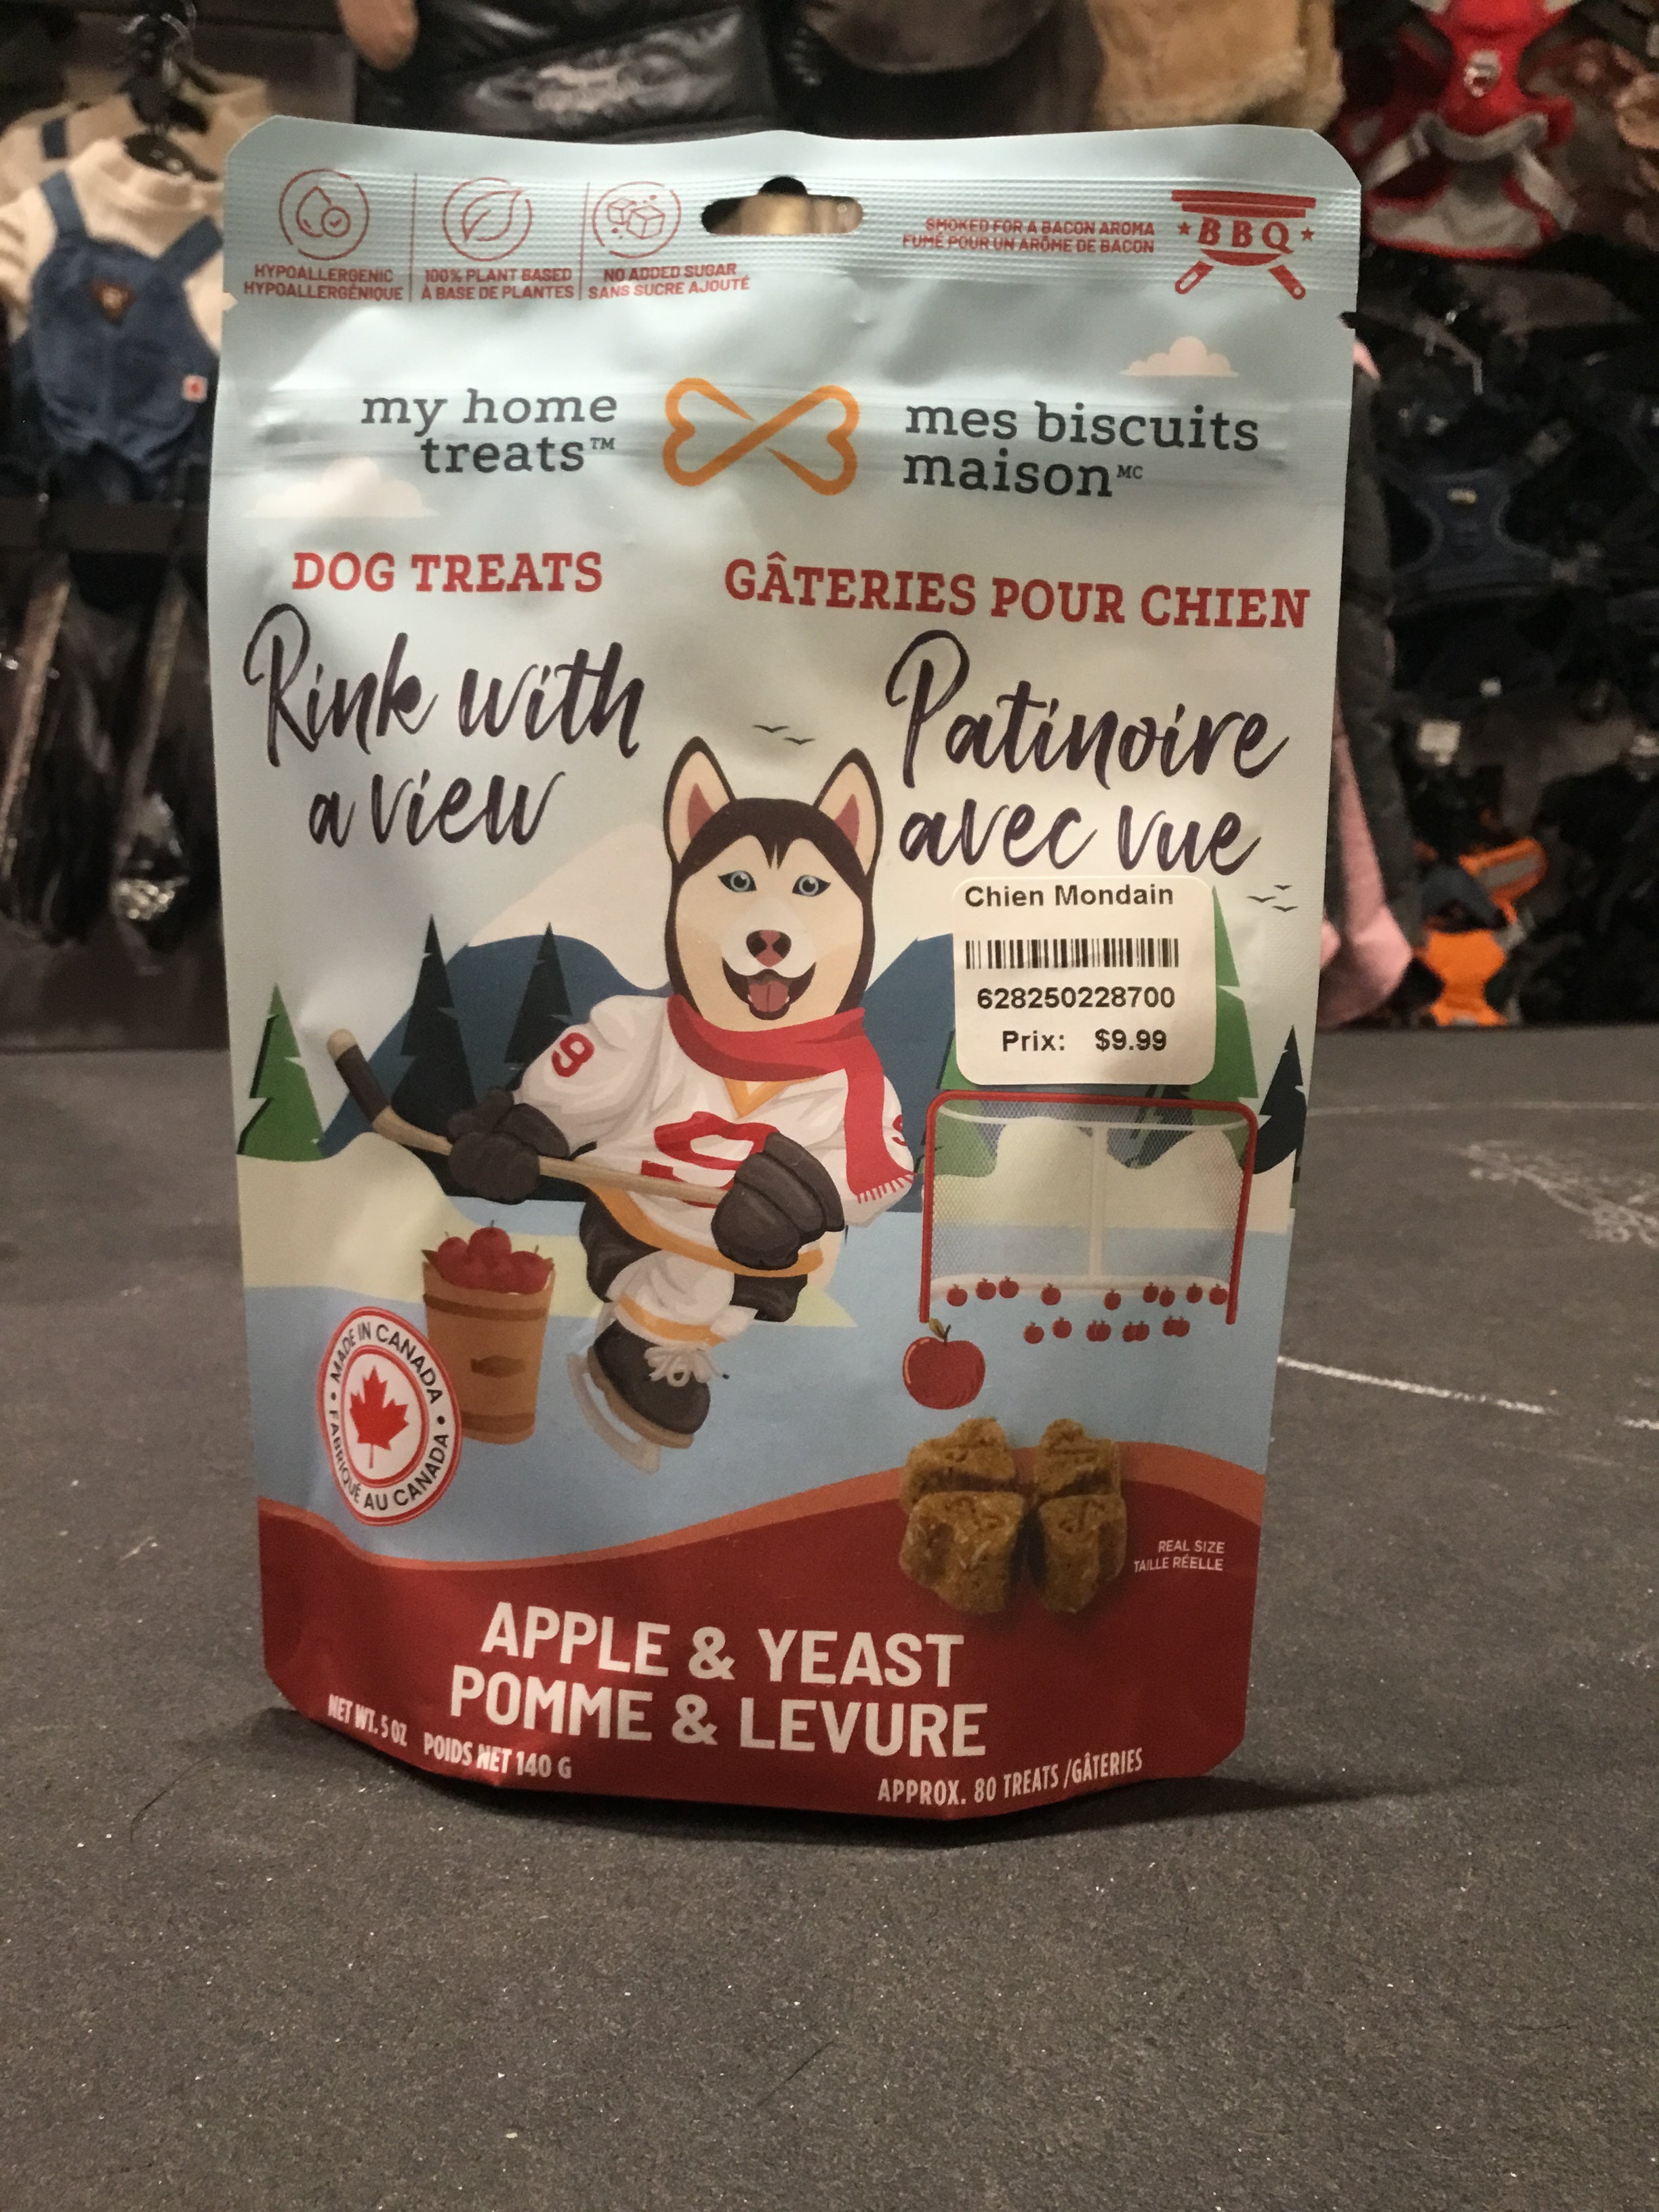 HYPOALLERGENIC
HYPOALLERGÉNIQUE
100% PLANT BASED
À BASE DE PLANTES
NO ADDED SUGAR
SANS SUCRE AJOUTÉ
SMOKED FOR A BACON AROMA
FUMÉ POUR UN ARÔME DE BACON
BBQ
my home
treats™
mes biscuits
maison MC
DOG TREATS
GÂTERIES POUR CHIEN
Rink with
a view
Patinoire
avec vue
Chien Mondain
628250228700
Prix: $9.99
9
9
MADE IN CANADA
FABRIQUÉ AU CANADA
REAL SIZE
TAILLE RÉELLE
APPLE & YEAST
POMME & LEVURE
NET WT. 5 OZ POIDS NET 140 G
APPROX. 80 TREATS /GÂTERIES